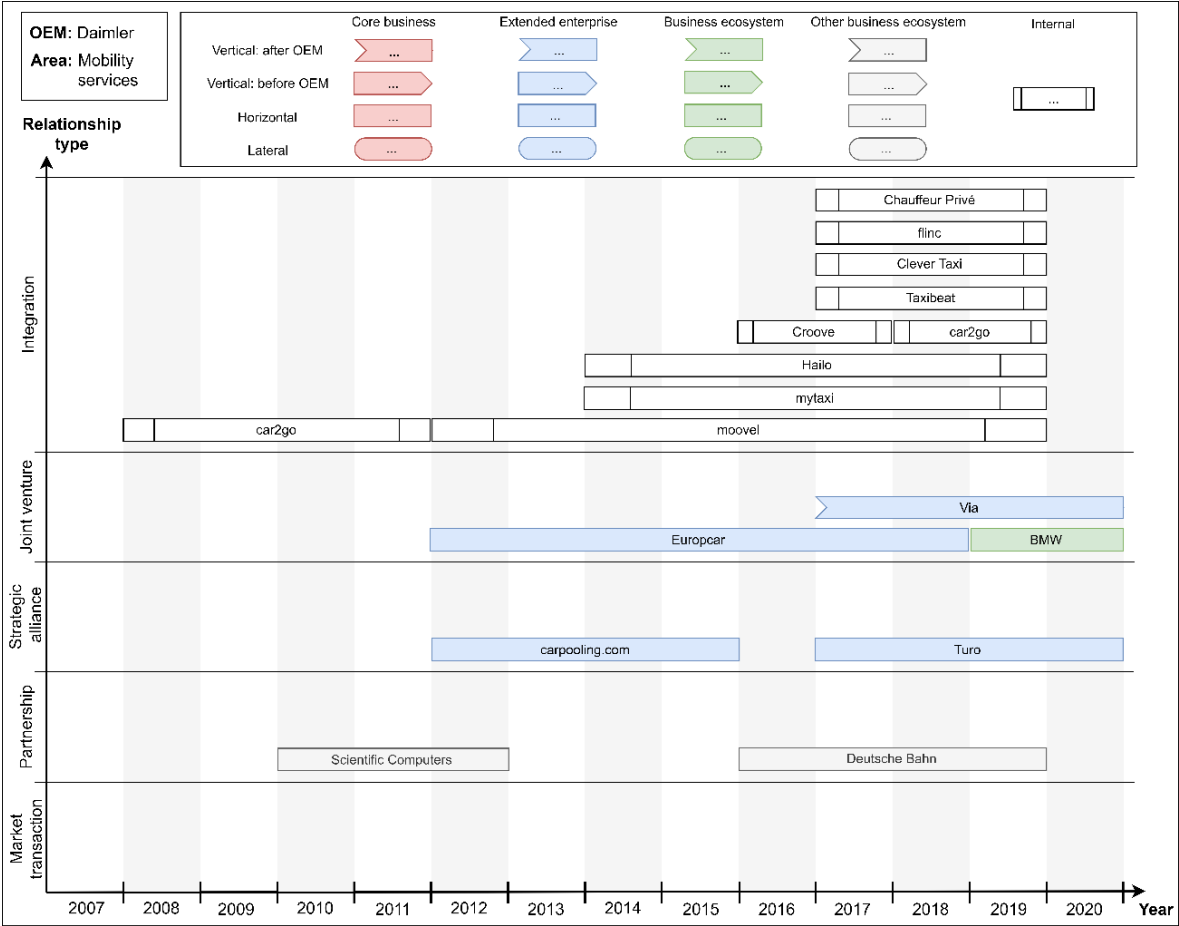 OEM: Daimler
Area: Mobility
services
Core business
Extended enterprise
Business ecosystem
Other business ecosystem
Internal
Vertical: after OEM
...
...
...
...
Vertical: before OEM
...
...
...
...
...
Horizontal
...
...
...
...
Lateral
...
...
...
...
Relationship
type
Integration
Chauffeur Privé
flinc
Clever Taxi
Taxibeat
Croove
car2go
Hailo
mytaxi
car2go
moovel
Joint venture
Via
Europcar
BMW
Strategic
alliance
carpooling.com
Turo
Partnership
Scientific Computers
Deutsche Bahn
Market
transaction
2007
2008
2009
2010
2011
2012
2013
2014
2015
2016
2017
2018
2019
2020
Year